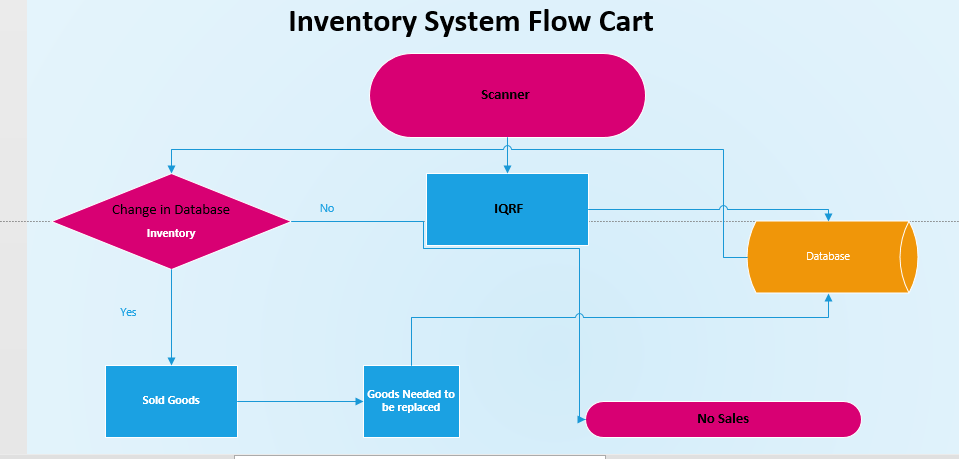 Inventory System Flow Cart
Scanner
Change in Database
Inventory
No
IQRF
Database
Yes
Sold Goods
Goods Needed to
be replaced
No Sales